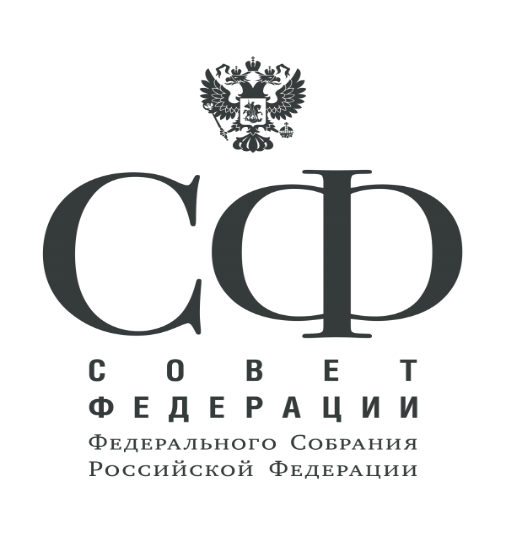 СФ
СОВЕТ
ФЕДЕРАЦИИ
Федерального Собрания
Российской Федерации